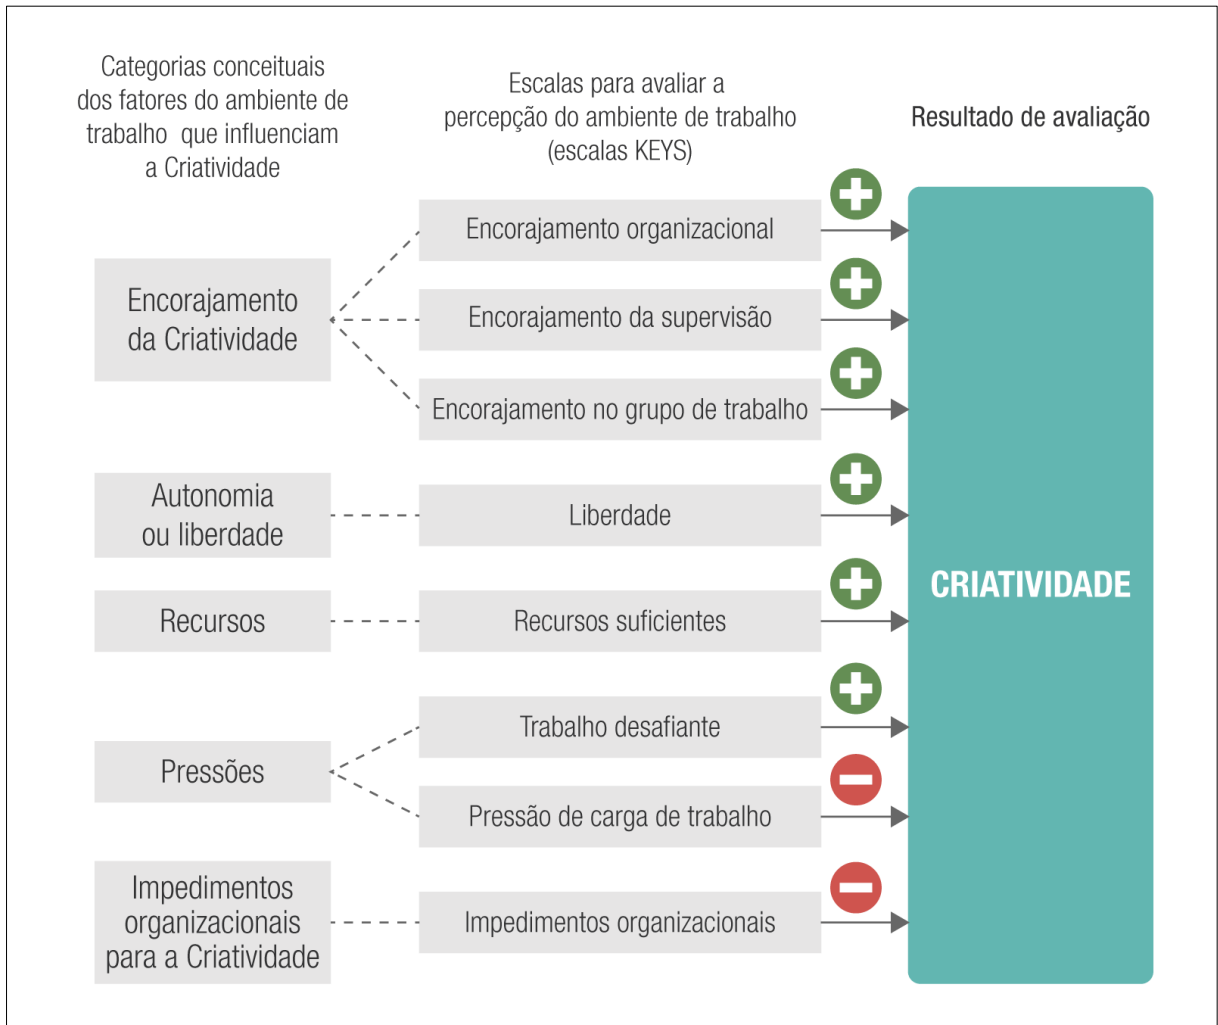 Categorias conceituais
dos fatores do ambiente de
trabalho que influenciam
a Criatividade
Escalas para avaliar a
percepção do ambiente de trabalho
(escalas KEYS)
Resultado de avaliação
Encorajamento
da Criatividade
Encorajamento organizacional
Encorajamento da supervisão
Encorajamento no grupo de trabalho
Autonomia
ou liberdade
Liberdade
Recursos
Recursos suficientes
Pressões
Trabalho desafiante
Pressão de carga de trabalho
Impedimentos
organizacionais
para a Criatividade
Impedimentos organizacionais
CRIATIVIDADE